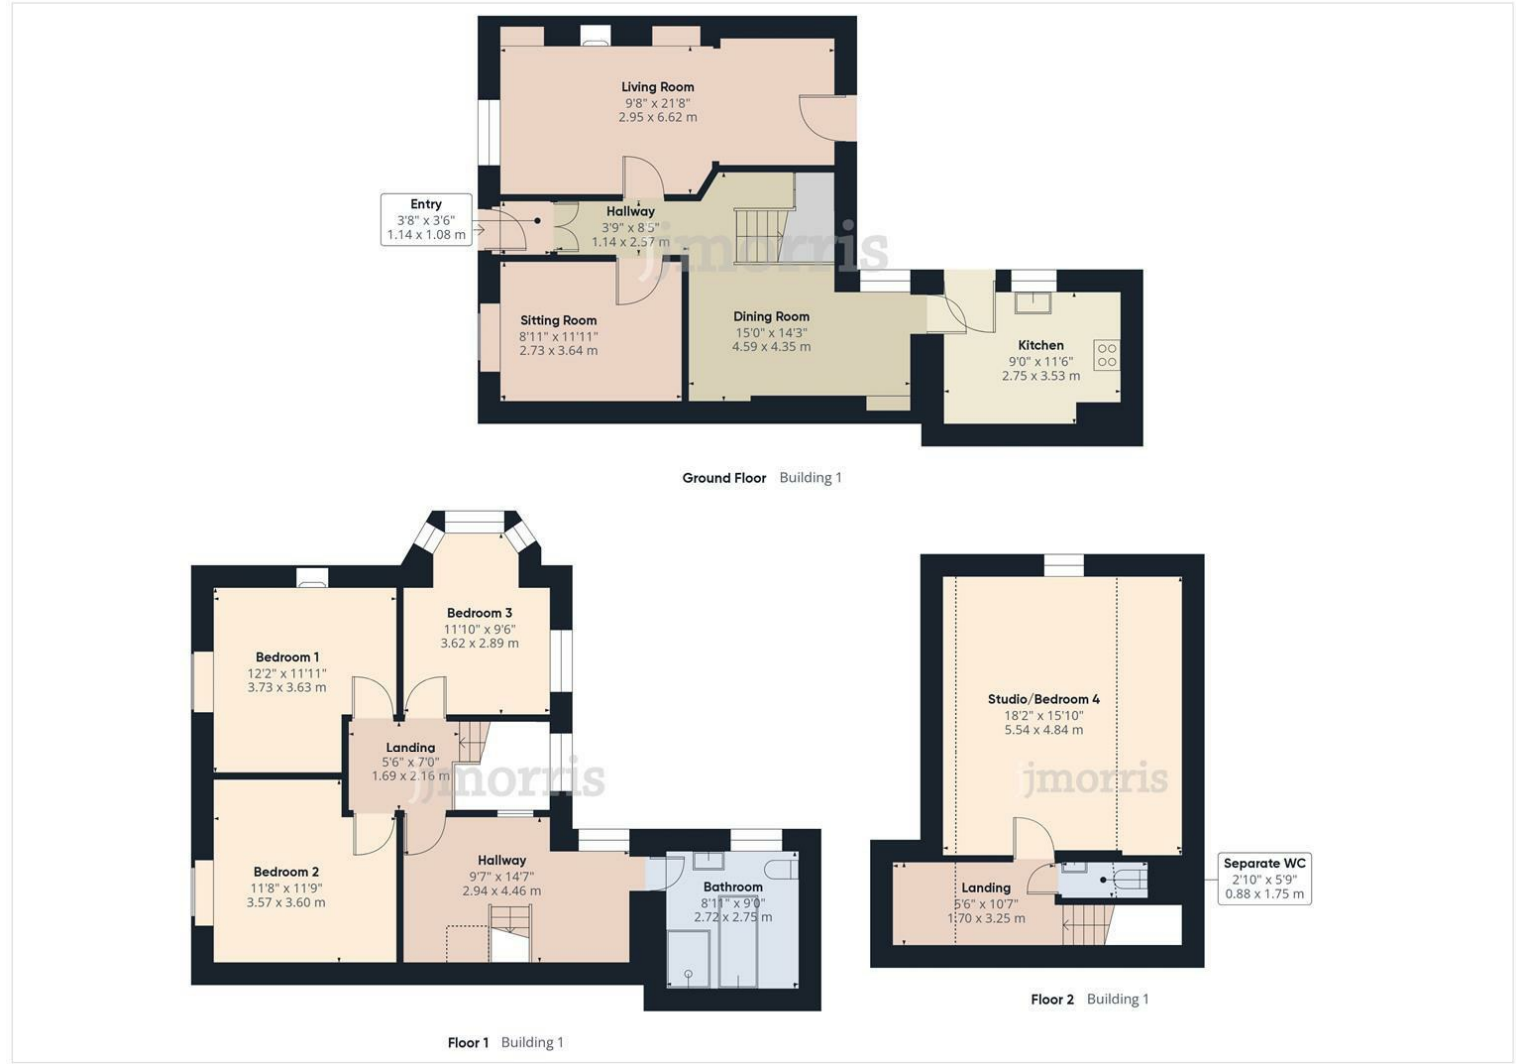 Living Room
9'8" x 21'8"
2.95 x 6.62 m
Entry
3'8" x 3'6"
1.14 x 1.08 m
Hallway
3'9" x 8'5"
1.14 x 2.57 m
jjmorris
Sitting Room
8'11" x 11'11"
2.73 x 3.64 m
Dining Room
15'0" x 14'3"
4.59 x 4.35 m
Kitchen
9'0" x 11'6"
2.75 x 3.53 m
Ground Floor Building 1
Bedroom 3
11'10" x 9'6"
3.62 x 2.89 m
Bedroom 1
12'2" x 11'11"
3.73 x 3.63 m
Landing
5'6" x 7'0"
1.69 x 2.16 m
jjmorris
Bedroom 2
11'8" x 11'9"
3.57 x 3.60 m
Hallway
9'7" x 14'7"
2.94 x 4.46 m
Bathroom
8'11" x 9'0"
2.72 x 2.75 m
Floor 1 Building 1
Studio/Bedroom 4
18'2" x 15'10"
5.54 x 4.84 m
jjmorris
Separate WC
2'10" x 5'9"
0.88 x 1.75 m
Landing
5'6" x 10'7"
1.70 x 3.25 m
Floor 2 Building 1